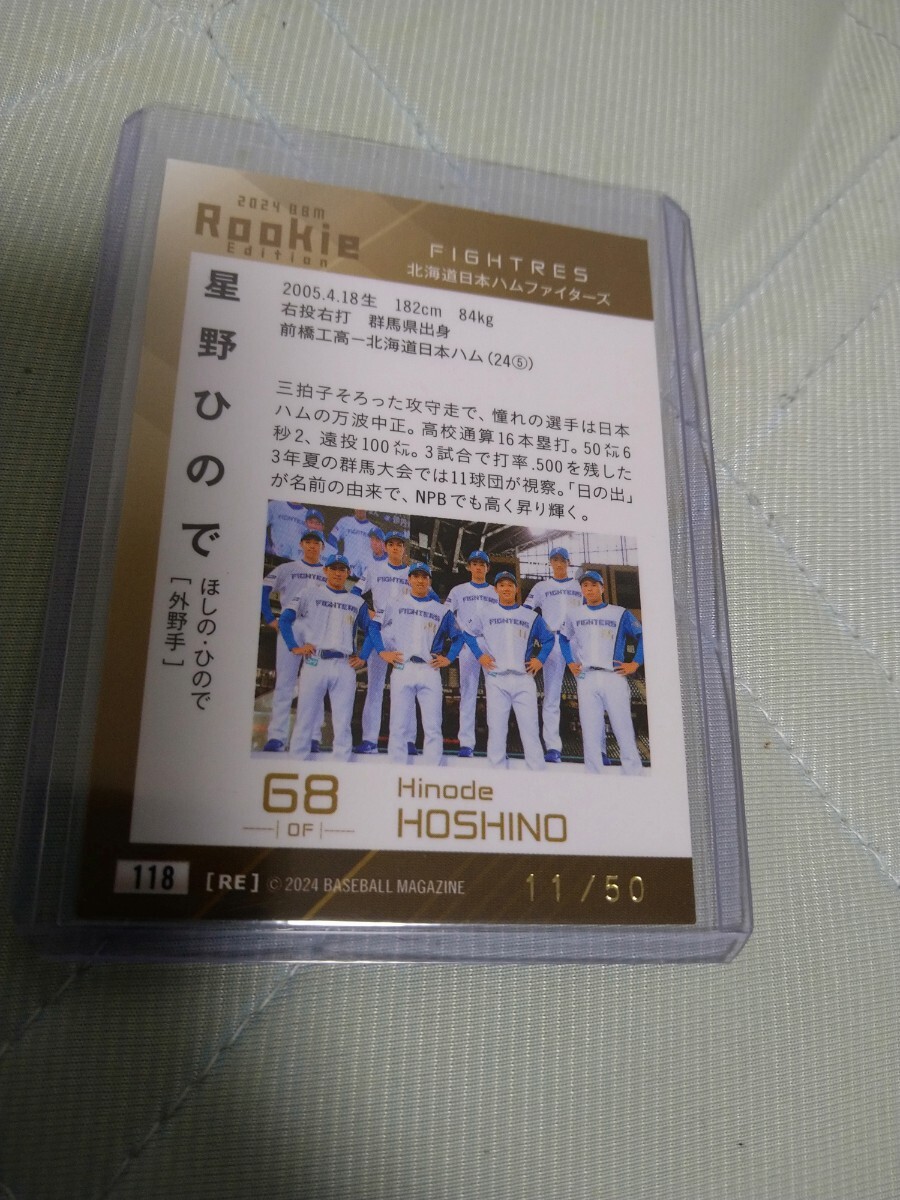 2024 BBM
Rookie
Edition
FIGHTRES
北海道日本ハムファイターズ
星野ひので
ほしの・ひので
[外野手]
2005.4.18生 182cm 84kg
右投右打 群馬県出身
前橋工高ー北海道日本ハム(24⑤)
三拍子そろった攻守走で、憧れの選手は日本
ハムの万波中正。高校通算16本塁打。50㍍6
秒2、遠投100㍍。3試合で打率.500を残した
3年夏の群馬大会では11球団が視察。「日の出」
が名前の由来で、NPBでも高く昇り輝く。
FIGHTERS
FIGHTERS
FIGHTERS
FIGHTERS
FIGHTERS
FIGHTERS
68
OF
Hinode
HOSHINO
118
[RE] © 2024 BASEBALL MAGAZINE
11/50